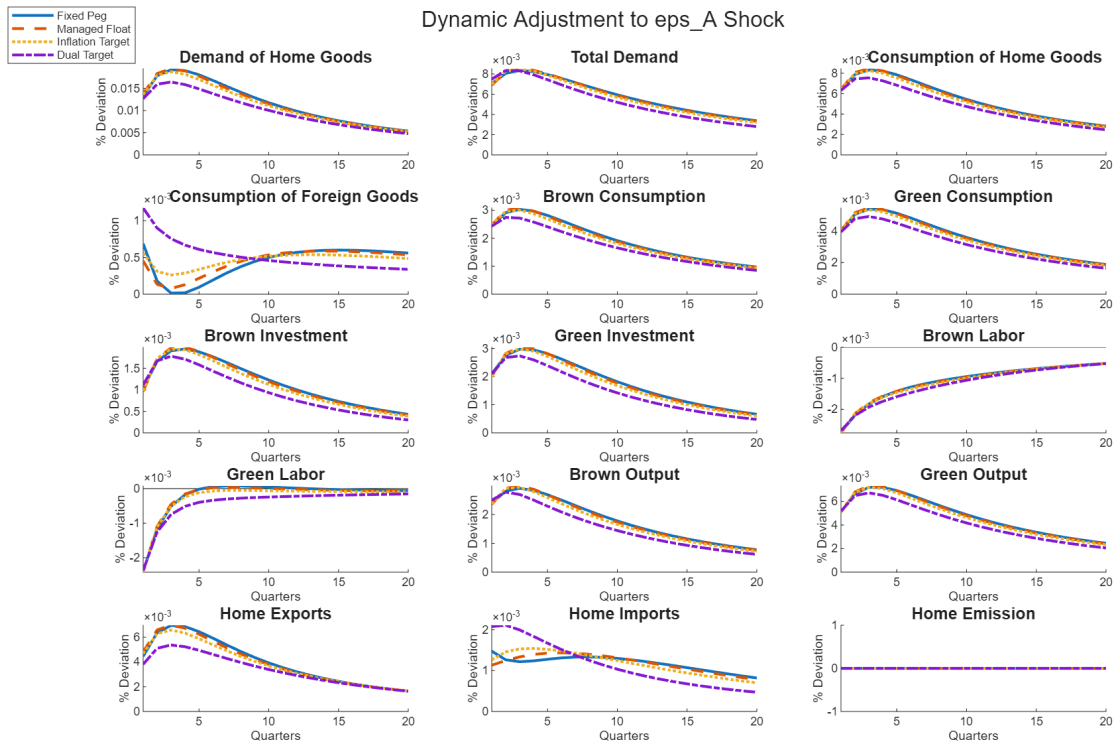 Dynamic Adjustment to eps_A Shock
Fixed Peg
Managed Float
Inflation Target
Dual Target
Demand of Home Goods
% Deviation
0.015
0.01
0.005
0
5 10 15 20
Quarters
Total Demand
×10⁻³
% Deviation
8
6
4
2
0
5 10 15 20
Quarters
Consumption of Home Goods
×10⁻³
% Deviation
8
6
4
2
0
5 10 15 20
Quarters
Consumption of Foreign Goods
×10⁻³
% Deviation
1
0.5
0
5 10 15 20
Quarters
Brown Consumption
×10⁻³
% Deviation
3
2
1
0
5 10 15 20
Quarters
Green Consumption
×10⁻³
% Deviation
4
2
0
5 10 15 20
Quarters
Brown Investment
×10⁻³
% Deviation
1.5
1
0.5
0
5 10 15 20
Quarters
Green Investment
×10⁻³
% Deviation
3
2
1
0
5 10 15 20
Quarters
Brown Labor
×10⁻³
% Deviation
0
-1
-2
5 10 15 20
Quarters
Green Labor
×10⁻³
% Deviation
0
-1
-2
5 10 15 20
Quarters
Brown Output
×10⁻³
% Deviation
2
1
0
5 10 15 20
Quarters
Green Output
×10⁻³
% Deviation
6
4
2
0
5 10 15 20
Quarters
Home Exports
×10⁻³
% Deviation
6
4
2
0
5 10 15 20
Quarters
Home Imports
×10⁻³
% Deviation
2
1
0
5 10 15 20
Quarters
Home Emission
% Deviation
1
0
-1
5 10 15 20
Quarters